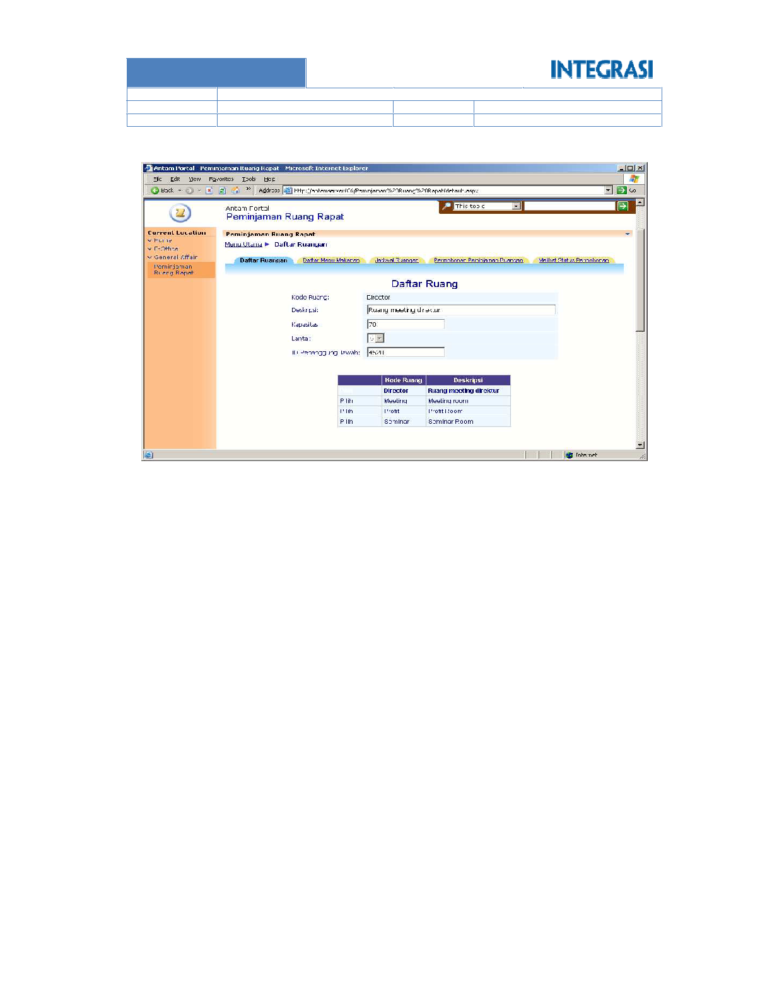 INTEGRASI
Antam Portal - Peminjaman Ruang Rapat - Microsoft Internet Explorer
File Edit View Favorites Tools Help
Back Address http://antamserver/C6/Peminjaman%20Ruang%20Rapat/default.aspx Go
Antam Portal
This topic
Peminjaman Ruang Rapat
Current Location
Home
E-Office
General Affair
Peminjaman
Ruang Rapat
Peminjaman Ruang Rapat
Menu Utama Daftar Ruangan
Daftar Ruangan Daftar Menu Makanan Jadwal Ruangan Permohonan Peminjaman Ruangan Melihat Status Permohonan
Daftar Ruang
Kode Ruang: Director
Deskripsi: Ruang meeting direktur
Kapasitas: 70
Lantai:
ID Penanggung Jawab: 4520
Kode Ruang Deskripsi
Director Ruang meeting direktur
Pilih Meeting Meeting room
Pilih Profit Profit Room
Pilih Seminar Seminar Room
Internet